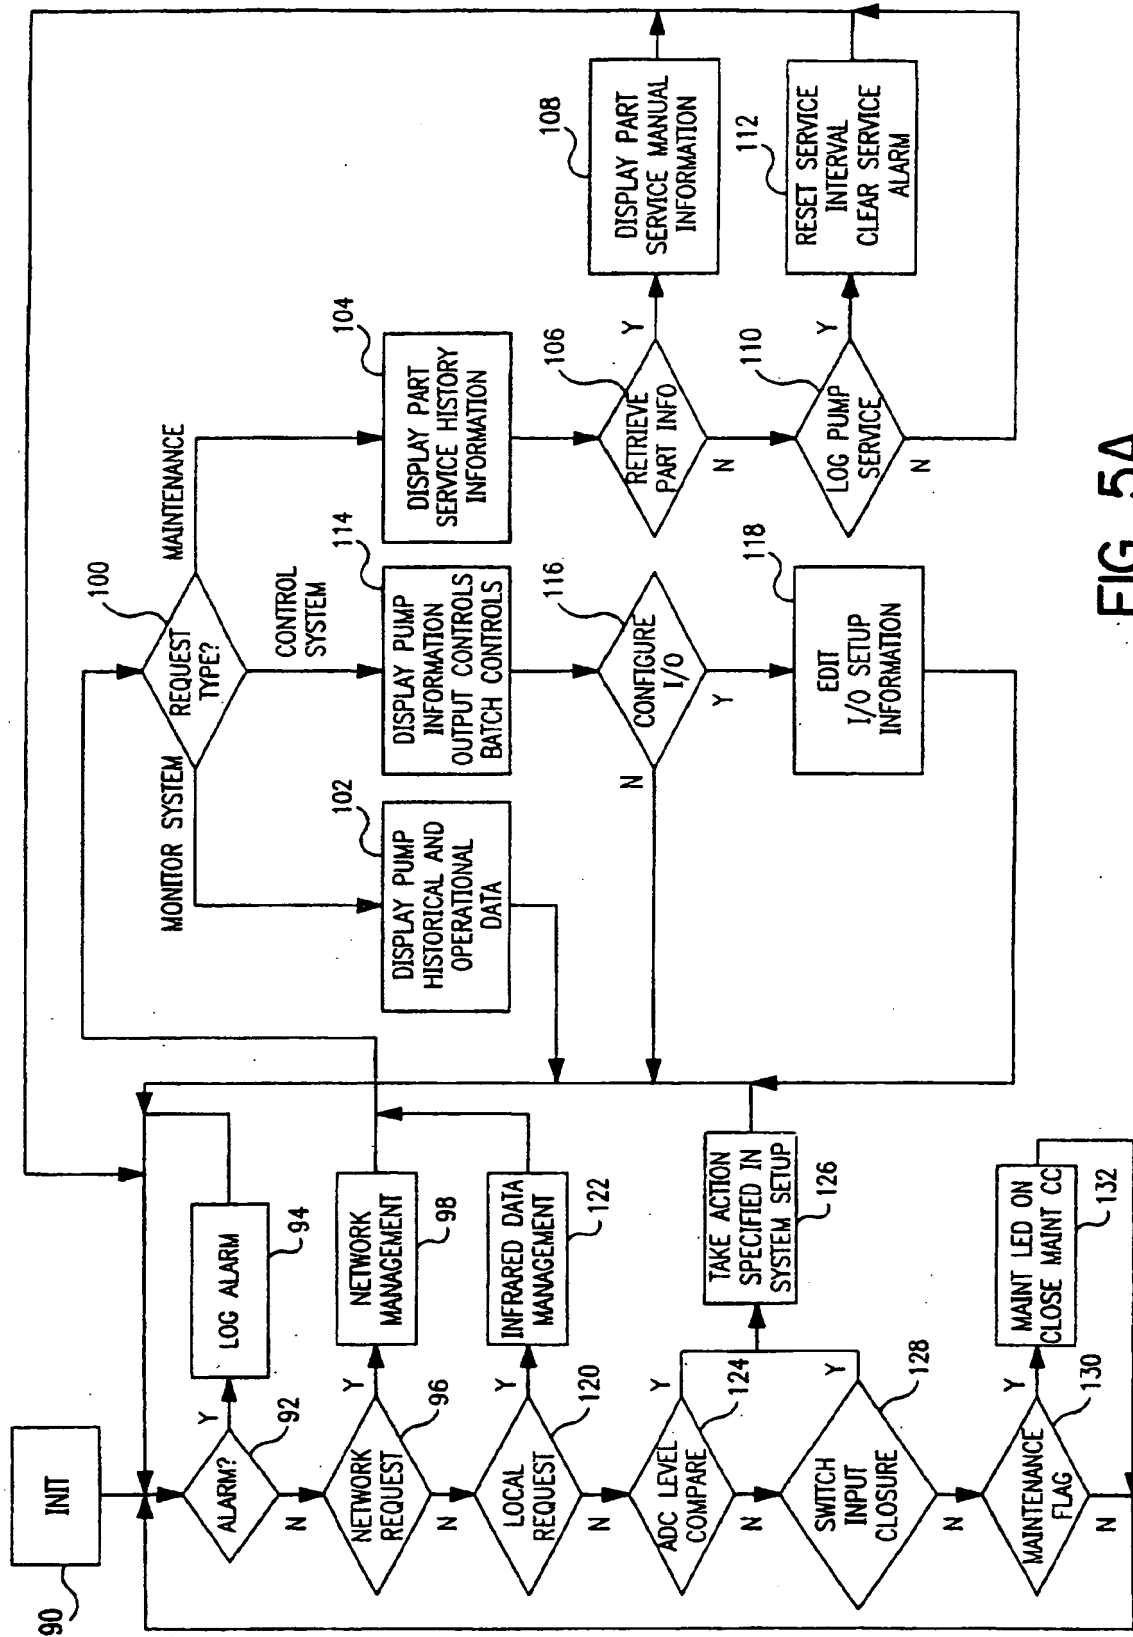 90
INIT
ALARM?
92
Y
N
LOG ALARM
94
NETWORK
REQUEST
96
Y
N
NETWORK
MANAGEMENT
98
LOCAL
REQUEST
120
Y
N
INFRARED DATA
MANAGEMENT
122
ADC LEVEL
COMPARE
124
Y
N
TAKE ACTION
SPECIFIED IN
SYSTEM SETUP
126
SWITCH
INPUT
CLOSURE
128
Y
N
MAINTENANCE
FLAG
130
Y
N
MAINT LED ON
CLOSE MAINT CC
132
REQUEST
TYPE?
100
MONITOR SYSTEM
CONTROL
SYSTEM
MAINTENANCE
DISPLAY PUMP
HISTORICAL AND
OPERATIONAL
DATA
102
DISPLAY PUMP
INFORMATION
OUTPUT CONTROLS
BATCH CONTROLS
114
DISPLAY PART
SERVICE HISTORY
INFORMATION
104
CONFIGURE
I/O
116
N
Y
EDIT
I/O SETUP
INFORMATION
118
RETRIEVE
PART INFO
106
Y
N
DISPLAY PART
SERVICE MANUAL
INFORMATION
108
LOG PUMP
SERVICE
110
Y
N
RESET SERVICE
INTERVAL
CLEAR SERVICE
ALARM
112
FIG. 5A